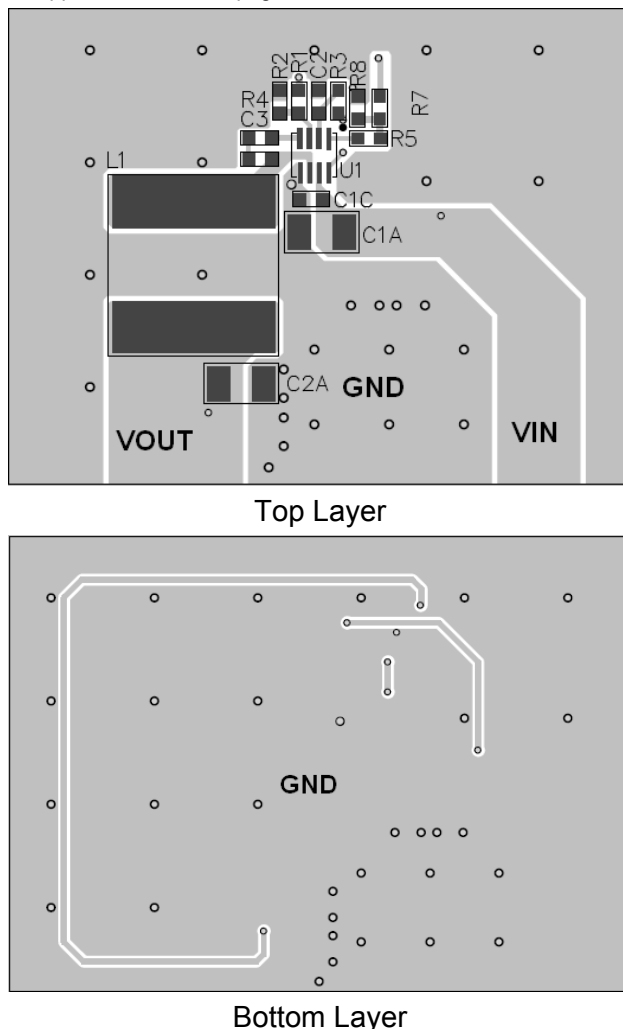 R2
R1
C2
R3
R8
R7
R4
C3
R5
L1
U1
C1C
C1A
C2A
GND
VOUT
VIN
Top Layer
GND
Bottom Layer